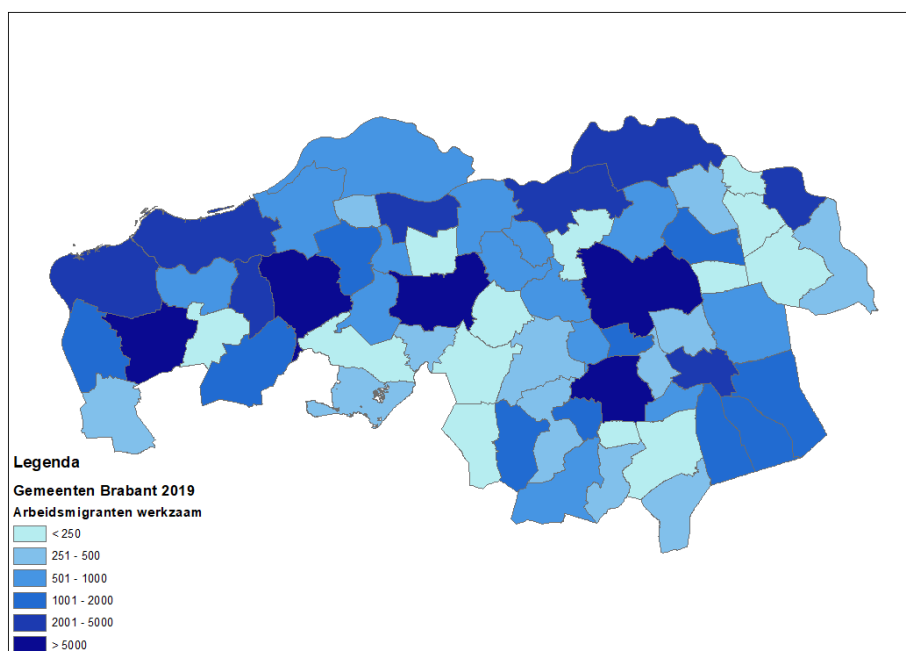 Legenda
Gemeenten Brabant 2019
Arbeidsmigranten werkzaam
< 250
251 - 500
501 - 1000
1001 - 2000
2001 - 5000
> 5000